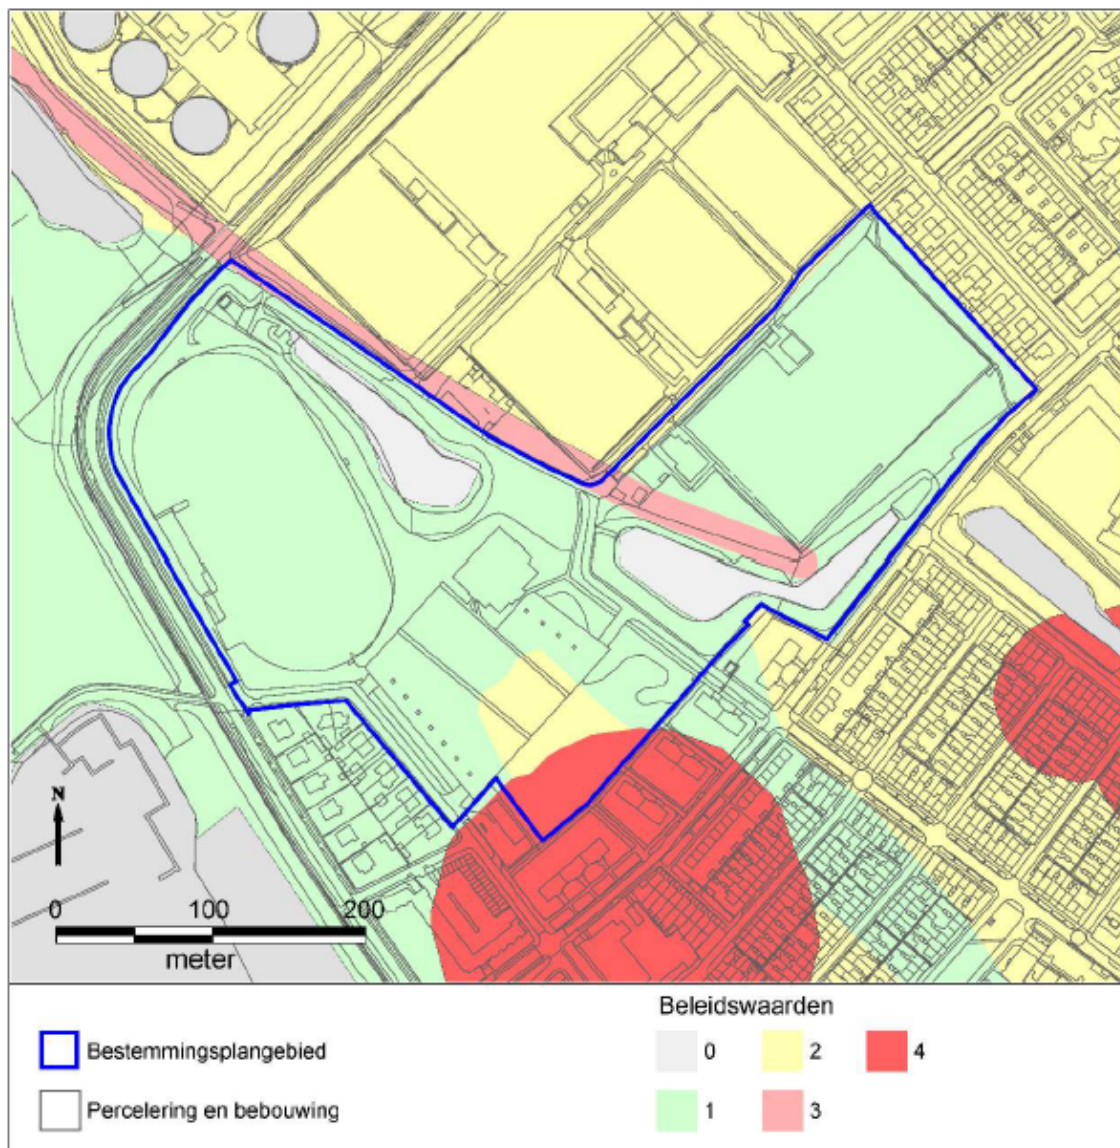 N
0 100 200
meter
Beleidswaarden
Bestemmingsplangebied 0 2 4
Percelering en bebouwing 1 3